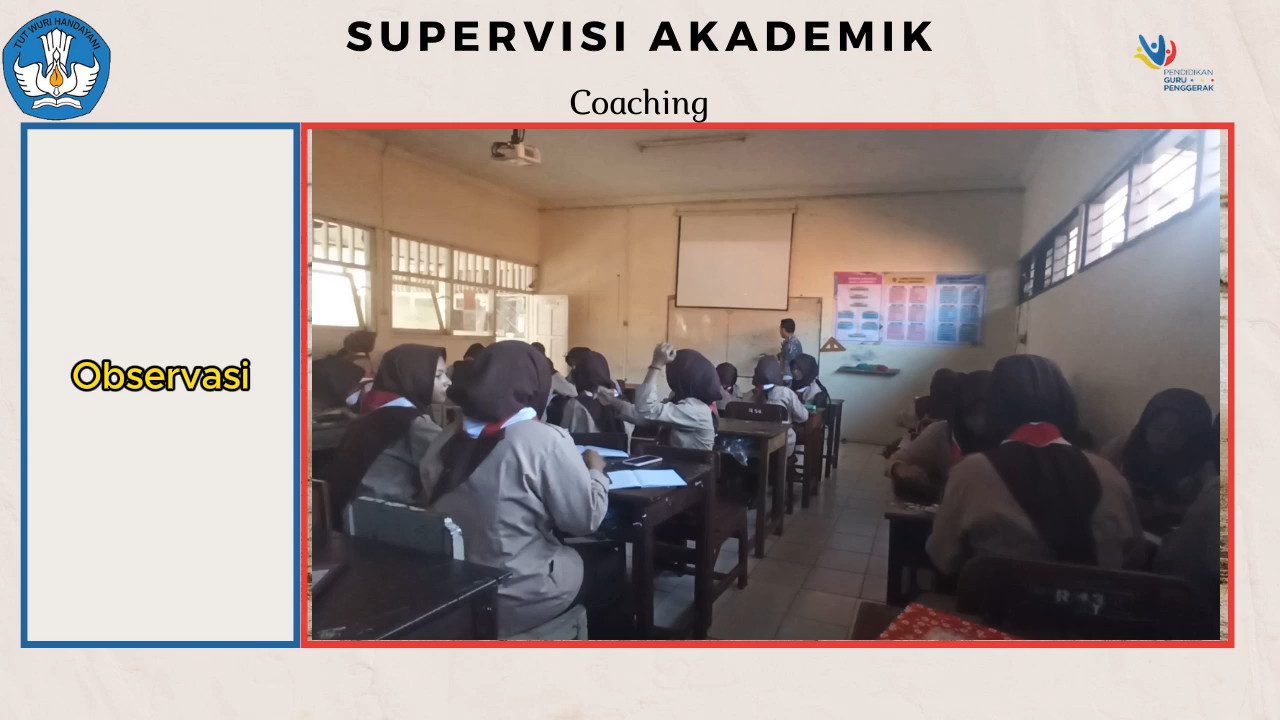 SUPERVISI AKADEMIK
TUT WURI HANDAYANI
PENDIDIKAN
GURU
PENGGERAK
Coaching
Observasi